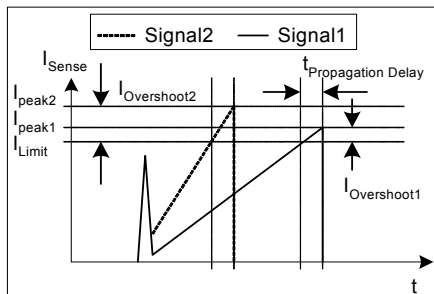 Signal2 Signal1
I_Sense
t_Propagation Delay
I_peak2
I_Overshoot2
I_peak1
I_Limit
I_Overshoot1
t